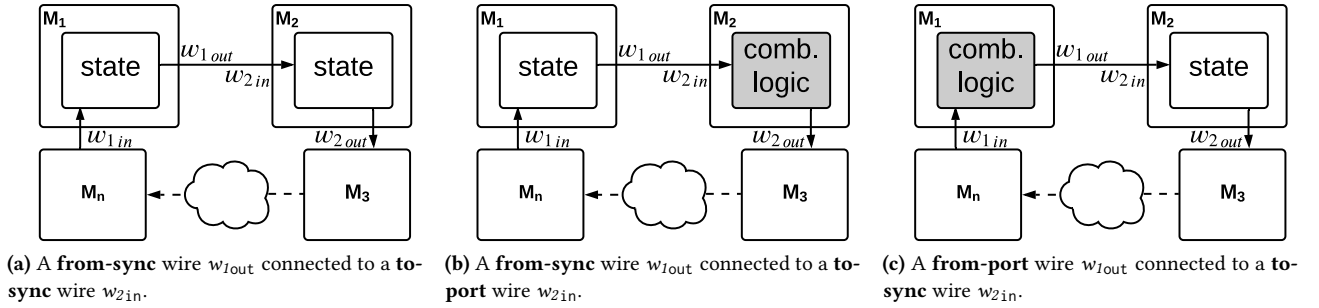 M1
M2
state
w1 out
w2 in
state
w1 in
w2 out
Mn
M3
(a) A from-sync wire w1out connected to a to-
sync wire w2in.
M1
M2
state
w1 out
w2 in
comb.
logic
w1 in
w2 out
Mn
M3
(b) A from-sync wire w1out connected to a to-
port wire w2in.
M1
M2
comb.
logic
w1 out
w2 in
state
w1 in
w2 out
Mn
M3
(c) A from-port wire w1out connected to a to-
sync wire w2in.